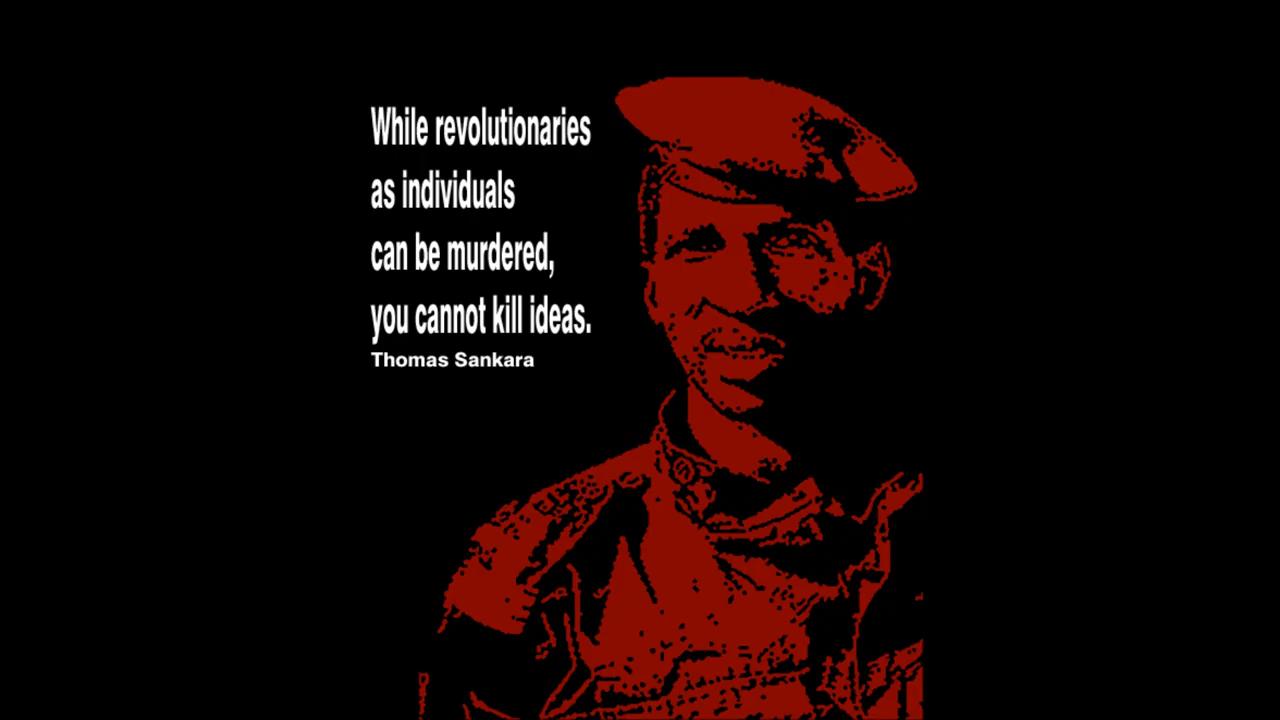 While revolutionaries
as individuals
can be murdered,
you cannot kill ideas.
Thomas Sankara